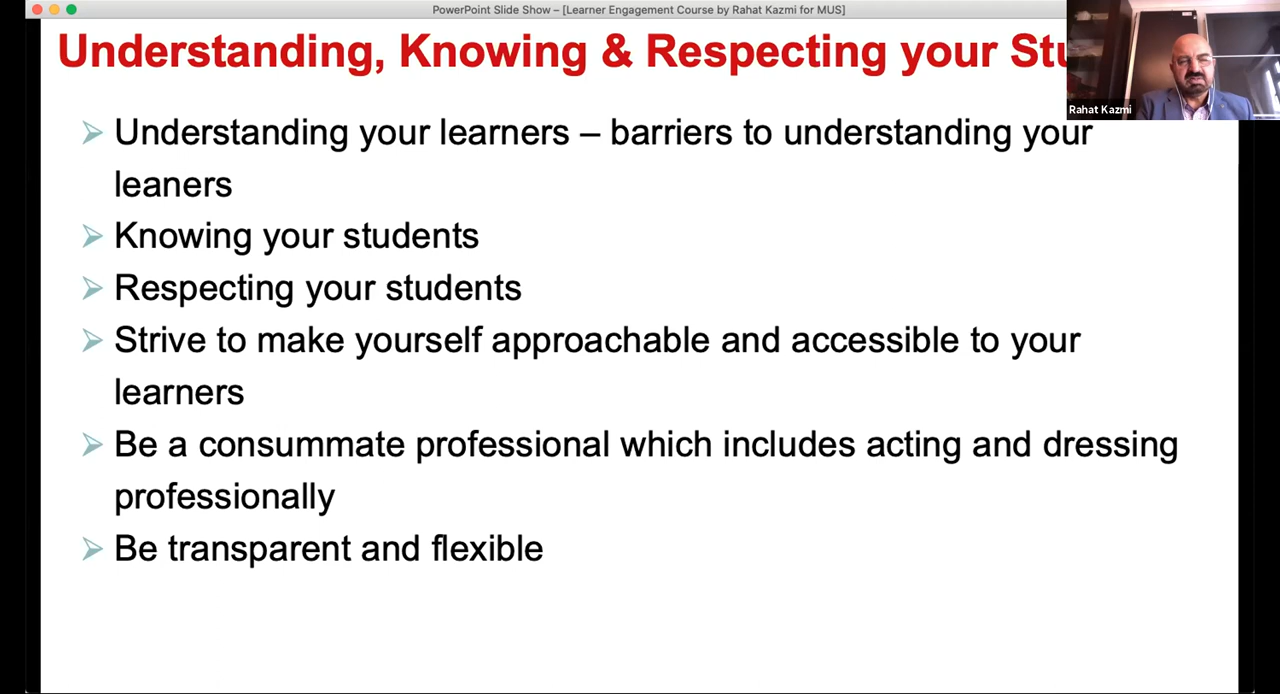 PowerPoint Slide Show – [Learner Engagement Course by Rahat Kazmi for MUS]
Understanding, Knowing & Respecting your Stu
Rahat Kazmi
➢ Understanding your learners – barriers to understanding your
leaners
➢ Knowing your students
➢ Respecting your students
➢ Strive to make yourself approachable and accessible to your
learners
➢ Be a consummate professional which includes acting and dressing
professionally
➢ Be transparent and flexible